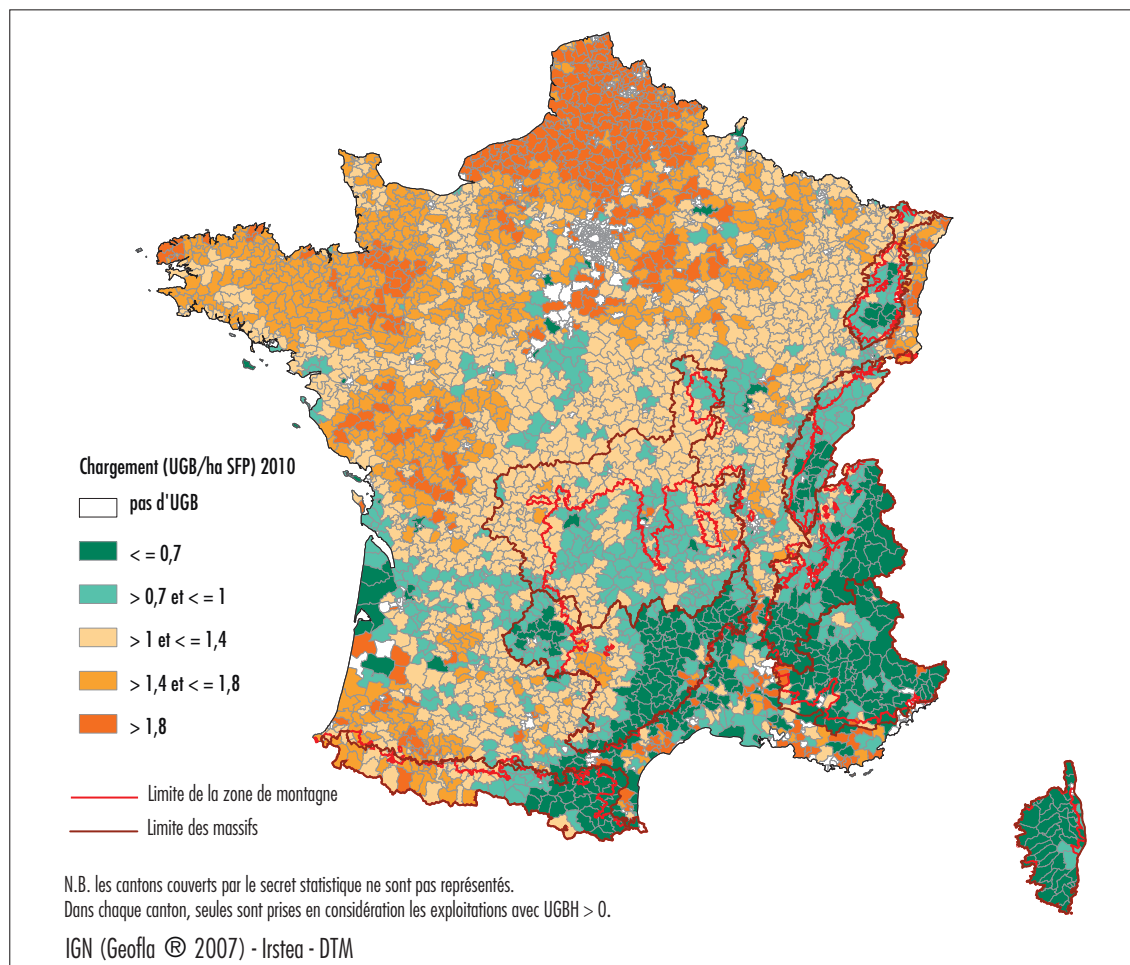 Chargement (UGB/ha SFP) 2010
pas d'UGB
< = 0,7
> 0,7 et < = 1
> 1 et < = 1,4
> 1,4 et < = 1,8
> 1,8
Limite de la zone de montagne
Limite des massifs
N.B. les cantons couverts par le secret statistique ne sont pas représentés.
Dans chaque canton, seules sont prises en considération les exploitations avec UGBH > 0.
IGN (Geofla ® 2007) - Irstea - DTM